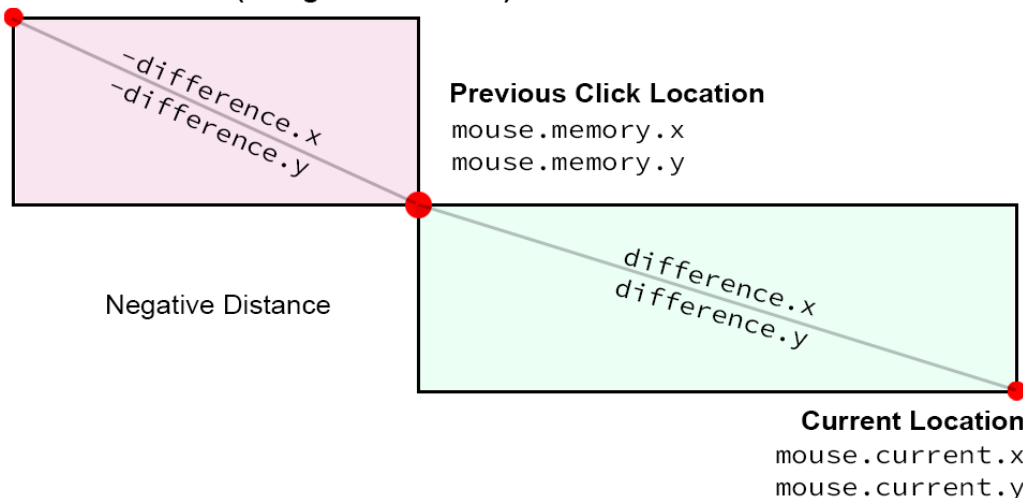 -difference.x
-difference.y
Previous Click Location
mouse.memory.x
mouse.memory.y
difference.x
difference.y
Negative Distance
Current Location
mouse.current.x
mouse.current.y